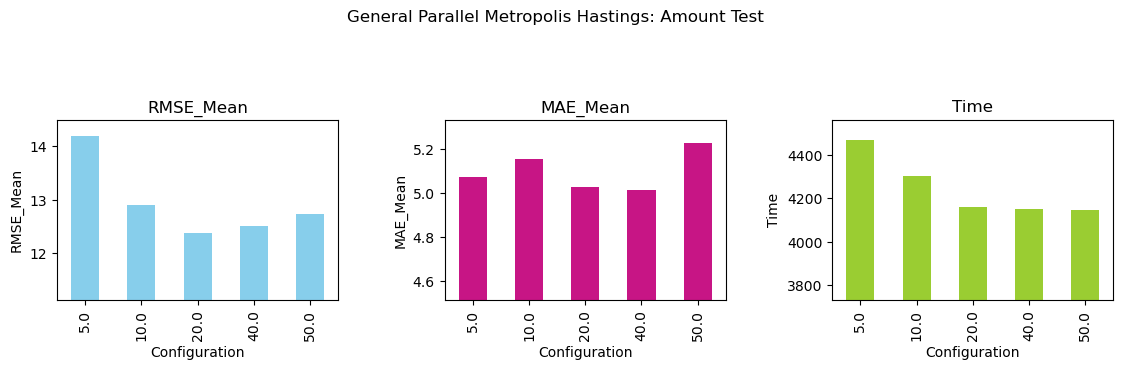 General Parallel Metropolis Hastings: Amount Test
RMSE_Mean
RMSE_Mean
14
13
12
5.0
10.0
20.0
40.0
50.0
Configuration
MAE_Mean
MAE_Mean
5.2
5.0
4.8
4.6
5.0
10.0
20.0
40.0
50.0
Configuration
Time
Time
4400
4200
4000
3800
5.0
10.0
20.0
40.0
50.0
Configuration